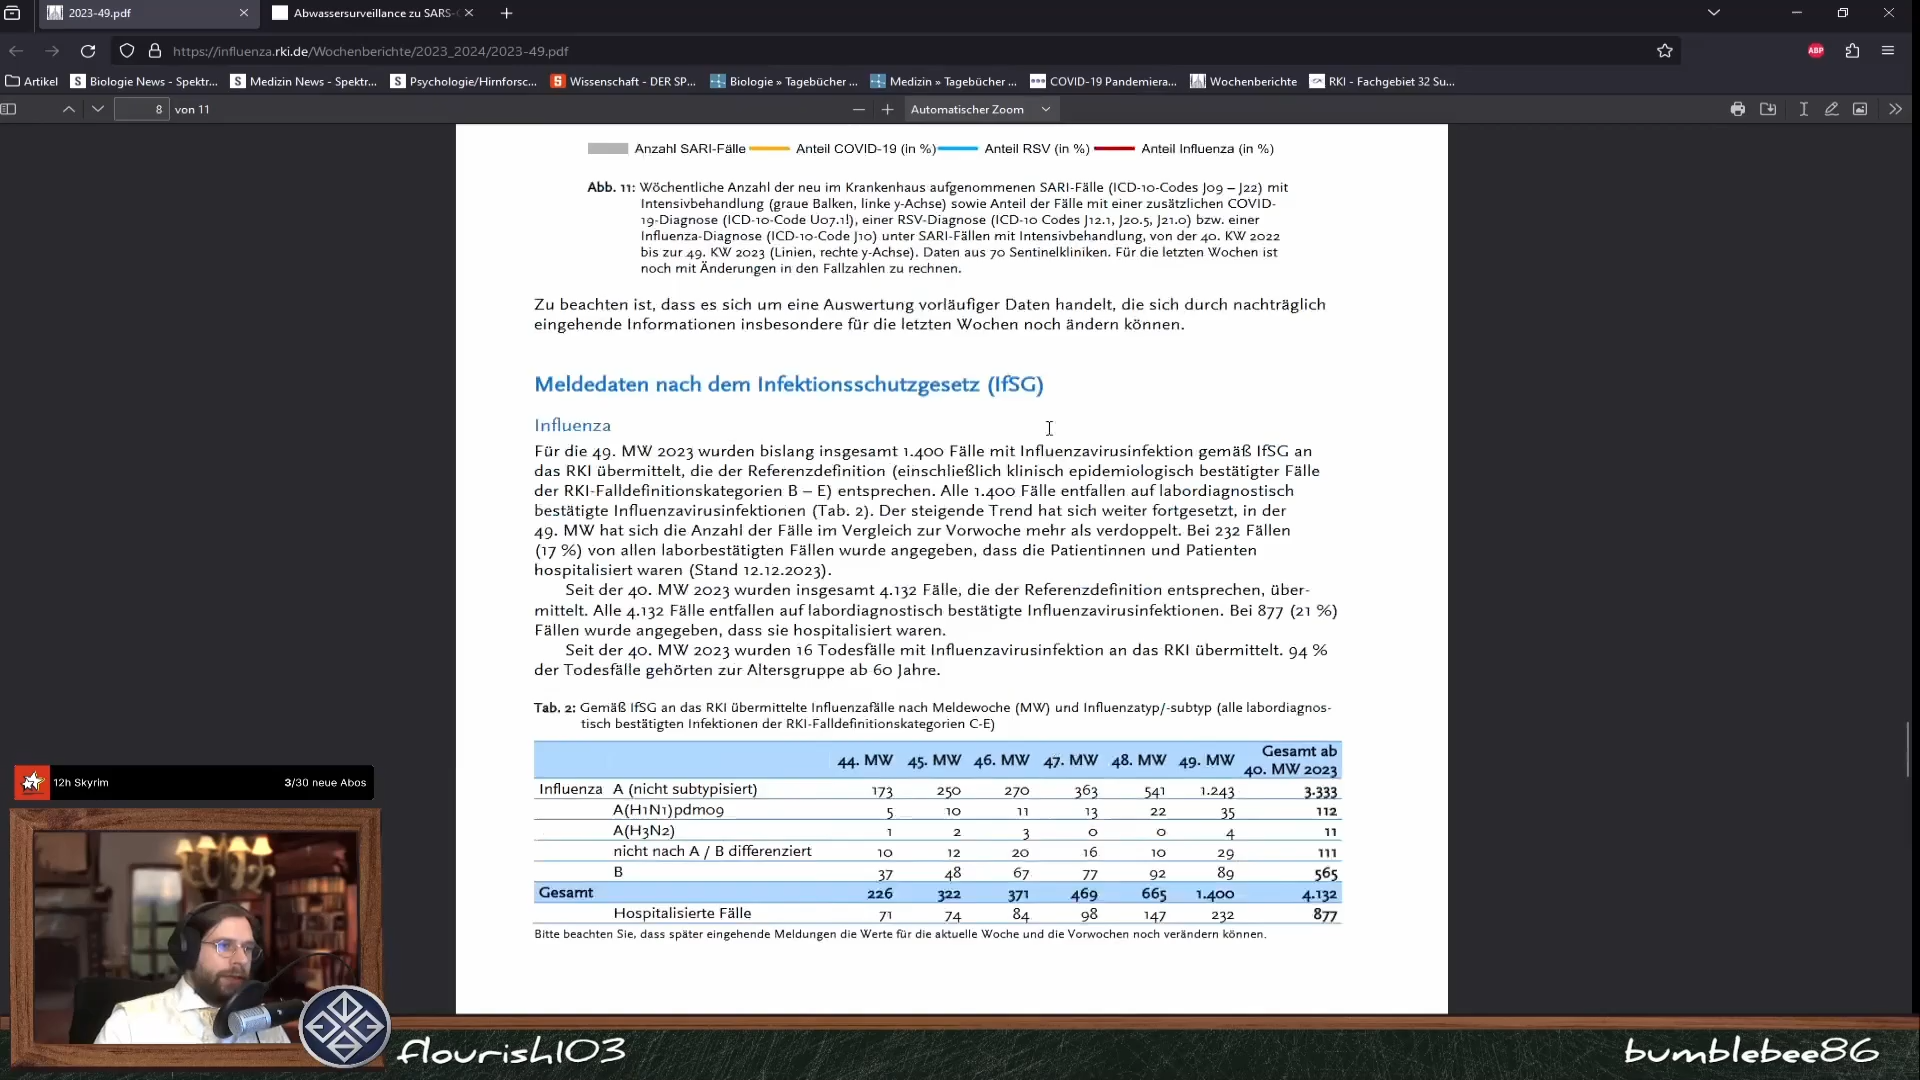 2023-49.pdf
Abwassersurveillance zu SARS-
https://influenza.rki.de/Wochenberichte/2023_2024/2023-49.pdf
ABP
Artikel
Biologie News - Spektr...
Medizin News - Spektr...
Psychologie/Hirnforsc...
Wissenschaft - DER SP...
Biologie » Tagebücher ...
Medizin » Tagebücher ...
COVID-19 Pandemiera...
Wochenberichte
RKI - Fachgebiet 32 Su...
8 von 11
Automatischer Zoom
Anzahl SARI-Fälle Anteil COVID-19 (in %) Anteil RSV (in %) Anteil Influenza (in %)
Abb. 11: Wöchentliche Anzahl der neu im Krankenhaus aufgenommenen SARI-Fälle (ICD-10-Codes J09 – J22) mit
Intensivbehandlung (graue Balken, linke y-Achse) sowie Anteil der Fälle mit einer zusätzlichen COVID-
19-Diagnose (ICD-10-Code U07.1!), einer RSV-Diagnose (ICD-10 Codes J12.1, J20.5, J21.0) bzw. einer
Influenza-Diagnose (ICD-10-Code J10) unter SARI-Fällen mit Intensivbehandlung, von der 40. KW 2022
bis zur 49. KW 2023 (Linien, rechte y-Achse). Daten aus 70 Sentinelkliniken. Für die letzten Wochen ist
noch mit Änderungen in den Fallzahlen zu rechnen.
Zu beachten ist, dass es sich um eine Auswertung vorläufiger Daten handelt, die sich durch nachträglich
eingehende Informationen insbesondere für die letzten Wochen noch ändern können.
Meldedaten nach dem Infektionsschutzgesetz (IfSG)
Influenza
Für die 49. MW 2023 wurden bislang insgesamt 1.400 Fälle mit Influenzavirusinfektion gemäß IfSG an
das RKI übermittelt, die der Referenzdefinition (einschließlich klinisch epidemiologisch bestätigter Fälle
der RKI-Falldefinitionskategorien B – E) entsprechen. Alle 1.400 Fälle entfallen auf labordiagnostisch
bestätigte Influenzavirusinfektionen (Tab. 2). Der steigende Trend hat sich weiter fortgesetzt, in der
49. MW hat sich die Anzahl der Fälle im Vergleich zur Vorwoche mehr als verdoppelt. Bei 232 Fällen
(17 %) von allen laborbestätigten Fällen wurde angegeben, dass die Patientinnen und Patienten
hospitalisiert waren (Stand 12.12.2023).
Seit der 40. MW 2023 wurden insgesamt 4.132 Fälle, die der Referenzdefinition entsprechen, über-
mittelt. Alle 4.132 Fälle entfallen auf labordiagnostisch bestätigte Influenzavirusinfektionen. Bei 877 (21 %)
Fällen wurde angegeben, dass sie hospitalisiert waren.
Seit der 40. MW 2023 wurden 16 Todesfälle mit Influenzavirusinfektion an das RKI übermittelt. 94 %
der Todesfälle gehörten zur Altersgruppe ab 60 Jahre.
Tab. 2: Gemäß IfSG an das RKI übermittelte Influenzafälle nach Meldewoche (MW) und Influenzatyp/-subtyp (alle labordiagnos-
tisch bestätigten Infektionen der RKI-Falldefinitionskategorien C-E)
44. MW 45. MW 46. MW 47. MW 48. MW 49. MW Gesamt ab
40. MW 2023
Influenza A (nicht subtypisiert) 173 250 270 363 541 1.243 3.333
A(H1N1)pdm09 5 10 11 13 22 35 112
A(H3N2) 1 2 3 0 0 4 11
nicht nach A / B differenziert 10 12 20 16 10 29 111
B 37 48 67 77 92 89 565
Gesamt 226 322 371 469 665 1.400 4.132
Hospitalisierte Fälle 71 74 84 98 147 232 877
Bitte beachten Sie, dass später eingehende Meldungen die Werte für die aktuelle Woche und die Vorwochen noch verändern können.
12h Skyrim 3/30 neue Abos
flourish103
bumblebee86